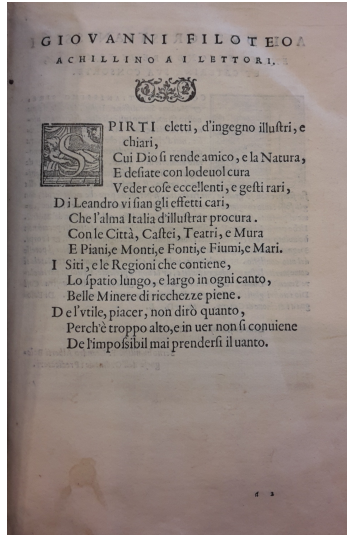 GIOVANNI FILOTEO
ACHILLINO A I LETTORI.
SPIRTI eletti, d'ingegno illuſtri, e
chiari,
Cui Dio ſi rende amico, e la Natura,
E deſiate con lodeuol cura
Veder coſe eccellenti, e geſti rari,
Di Leandro vi ſian gli effetti cari,
Che l'alma Italia d'illuſtrar procura.
Con le Città, Caſtei, Teatri, e Mura
E Piani, e Monti, e Fonti, e Fiumi, e Mari.
I Siti, e le Regioni che contiene,
Lo ſpatio lungo, e largo in ogni canto,
Belle Minere di ricchezze piene.
De l'vtile, piacer, non dirò quanto,
Perch'è troppo alto, e in uer non ſi conuiene
De l'impoſsibil mai prenderſi il uanto.